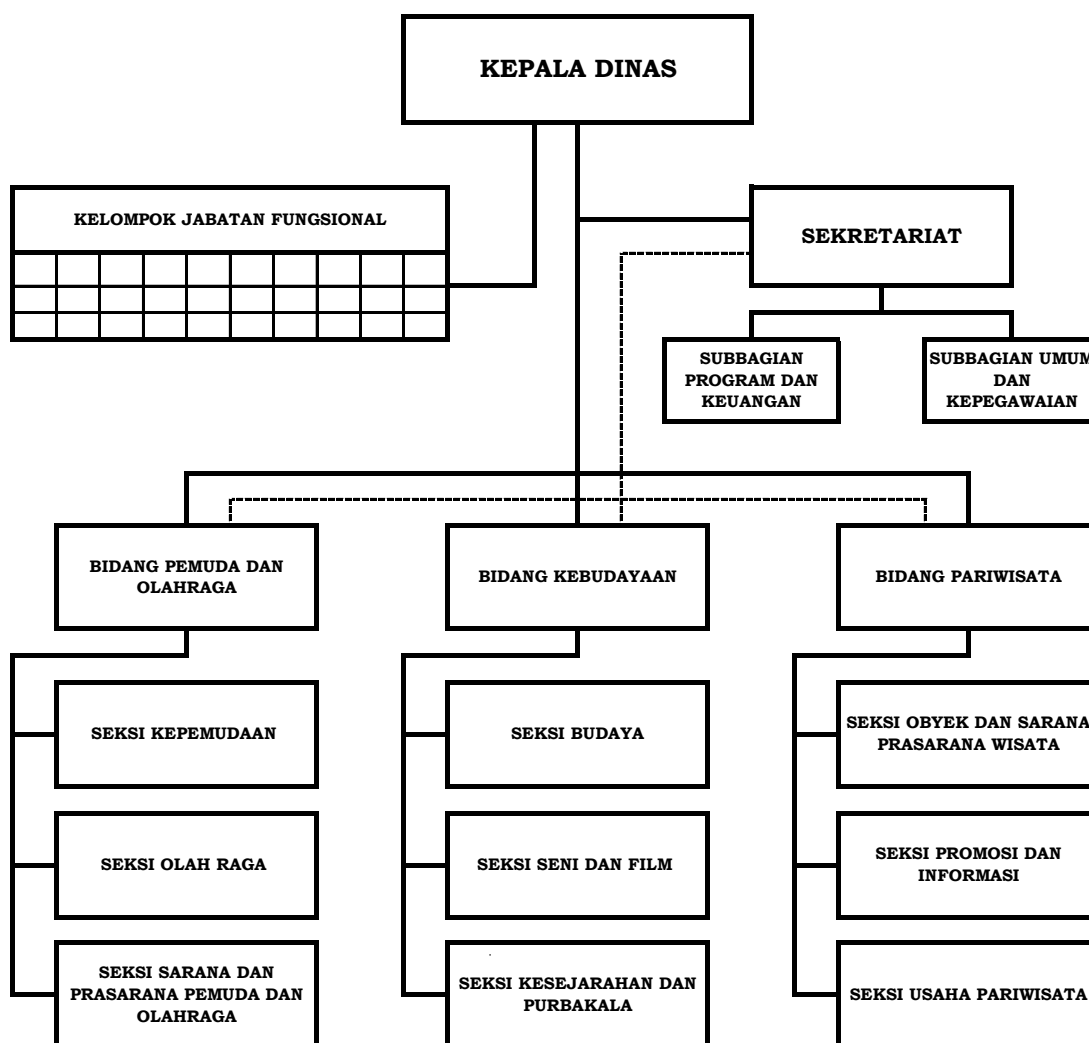 KEPALA DINAS
KELOMPOK JABATAN FUNGSIONAL
SEKRETARIAT
SUBBAGIAN
PROGRAM DAN
KEUANGAN
SUBBAGIAN UMUM
DAN
KEPEGAWAIAN
BIDANG PEMUDA DAN
OLAHRAGA
BIDANG KEBUDAYAAN
BIDANG PARIWISATA
SEKSI KEPEMUDAAN
SEKSI BUDAYA
SEKSI OBYEK DAN SARANA
PRASARANA WISATA
SEKSI OLAH RAGA
SEKSI SENI DAN FILM
SEKSI PROMOSI DAN
INFORMASI
SEKSI SARANA DAN
PRASARANA PEMUDA DAN
OLAHRAGA
SEKSI KESEJARAHAN DAN
PURBAKALA
SEKSI USAHA PARIWISATA